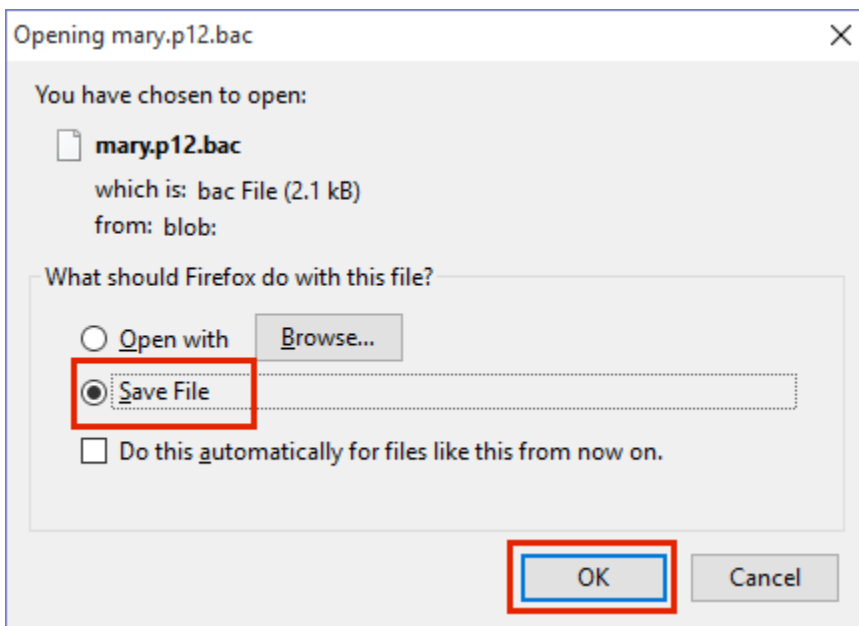 Opening mary.p12.bac
You have chosen to open:
mary.p12.bac
which is: bac File (2.1 kB)
from: blob:
What should Firefox do with this file?
Open with Browse...
Save File
Do this automatically for files like this from now on.
OK Cancel